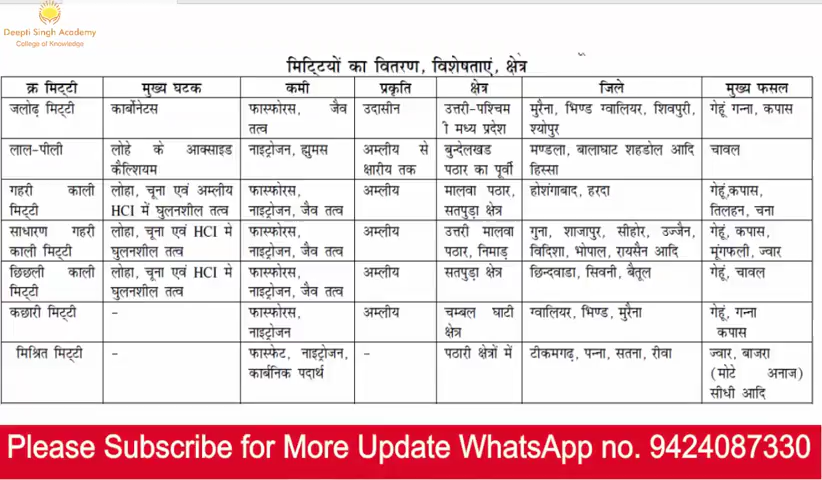 Deepti Singh Academy
College of Knowledge
मिट्टियों का वितरण, विशेषताएं, क्षेत्र
क्र मिट्टी मुख्य घटक कमी प्रकृति क्षेत्र जिले मुख्य फसल
जलोढ़ मिट्टी कार्बोनेटस फास्फोरस, जैव उदासीन उत्तरी-पश्चिम मुरैना, भिण्ड ग्वालियर, शिवपुरी, गेहूं गन्ना, कपास
तत्व ी मध्य प्रदेश श्योपुर
लाल-पीली लोहे के आक्साइड नाइट्रोजन, ह्युमस अम्लीय से बुन्देलखड मण्डला, बालाघाट शहडोल आदि चावल
कैल्शियम क्षारीय तक पठार का पूर्वी हिस्सा
गहरी काली लोहा, चूना एवं अम्लीय फास्फोरस, अम्लीय मालवा पठार, होशंगाबाद, हरदा गेहूं,कपास,
मिट्टी HCI में घुलनशील तत्व नाइट्रोजन, जैव तत्व सतपुड़ा क्षेत्र तिलहन, चना
साधारण गहरी लोहा, चूना एवं HCI मे फास्फोरस, अम्लीय उत्तरी मालवा गुना, शाजापुर, सीहोर, उज्जैन, गेहूं, कपास,
काली मिट्टी घुलनशील तत्व नाइट्रोजन, जैव तत्व पठार, निमाड़ विदिशा, भोपाल, रायसैन आदि मूंगफली, ज्वार
छिछली काली लोहा, चूना एवं HCI मे फास्फोरस, अम्लीय सतपुड़ा क्षेत्र छिन्दवाडा, सिवनी, बैतूल गेहूं, चावल
मिट्टी घुलनशील तत्व नाइट्रोजन, जैव तत्व
कछारी मिट्टी - फास्फोरस, अम्लीय चम्बल घाटी ग्वालियर, भिण्ड, मुरैना गेहूं, गन्ना
नाइट्रोजन क्षेत्र कपास
मिश्रित मिट्टी - फास्फेट, नाइट्रोजन, - पठारी क्षेत्रों में टीकमगढ़, पन्ना, सतना, रीवा ज्वार, बाजरा
कार्बनिक पदार्थ (मोटे अनाज)
सीधी आदि
Please Subscribe for More Update WhatsApp no. 9424087330